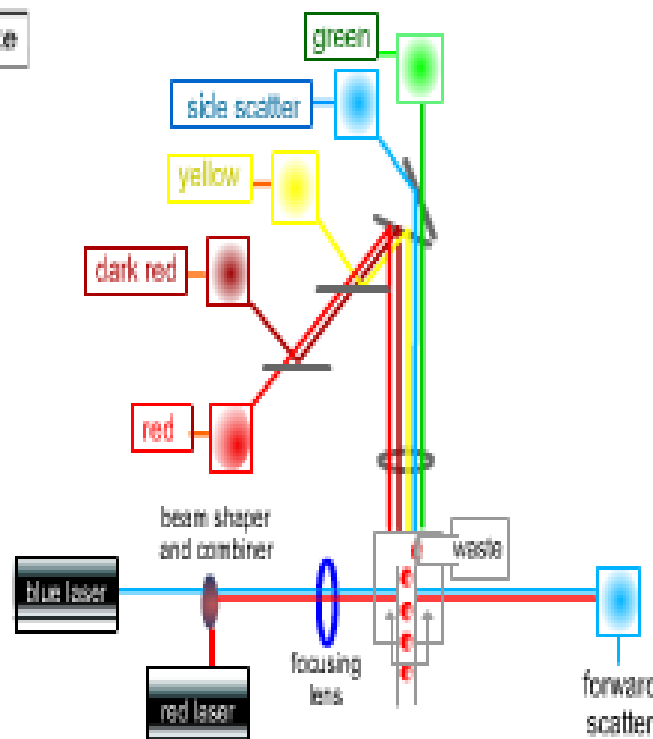 green
side scatter
yellow
dark red
red
beam shaper
and combiner
waste
blue laser
focusing
lens
red laser
forward
scatter